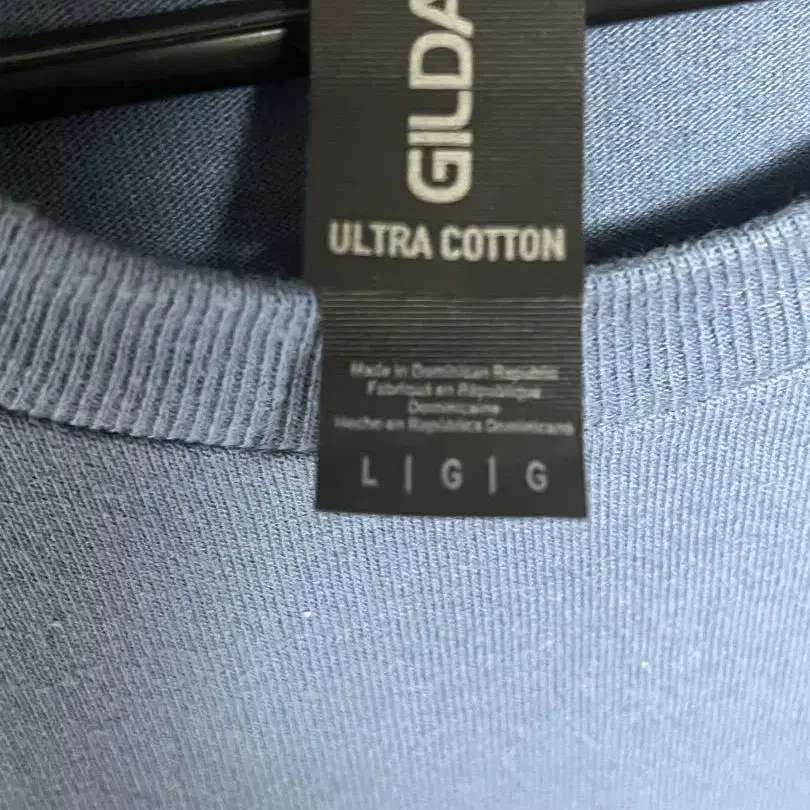 GILDA
ULTRA COTTON
Made in Dominican Republic
Fabriqué en République
Dominicaine
Hecho en República Dominicana
L | G | G